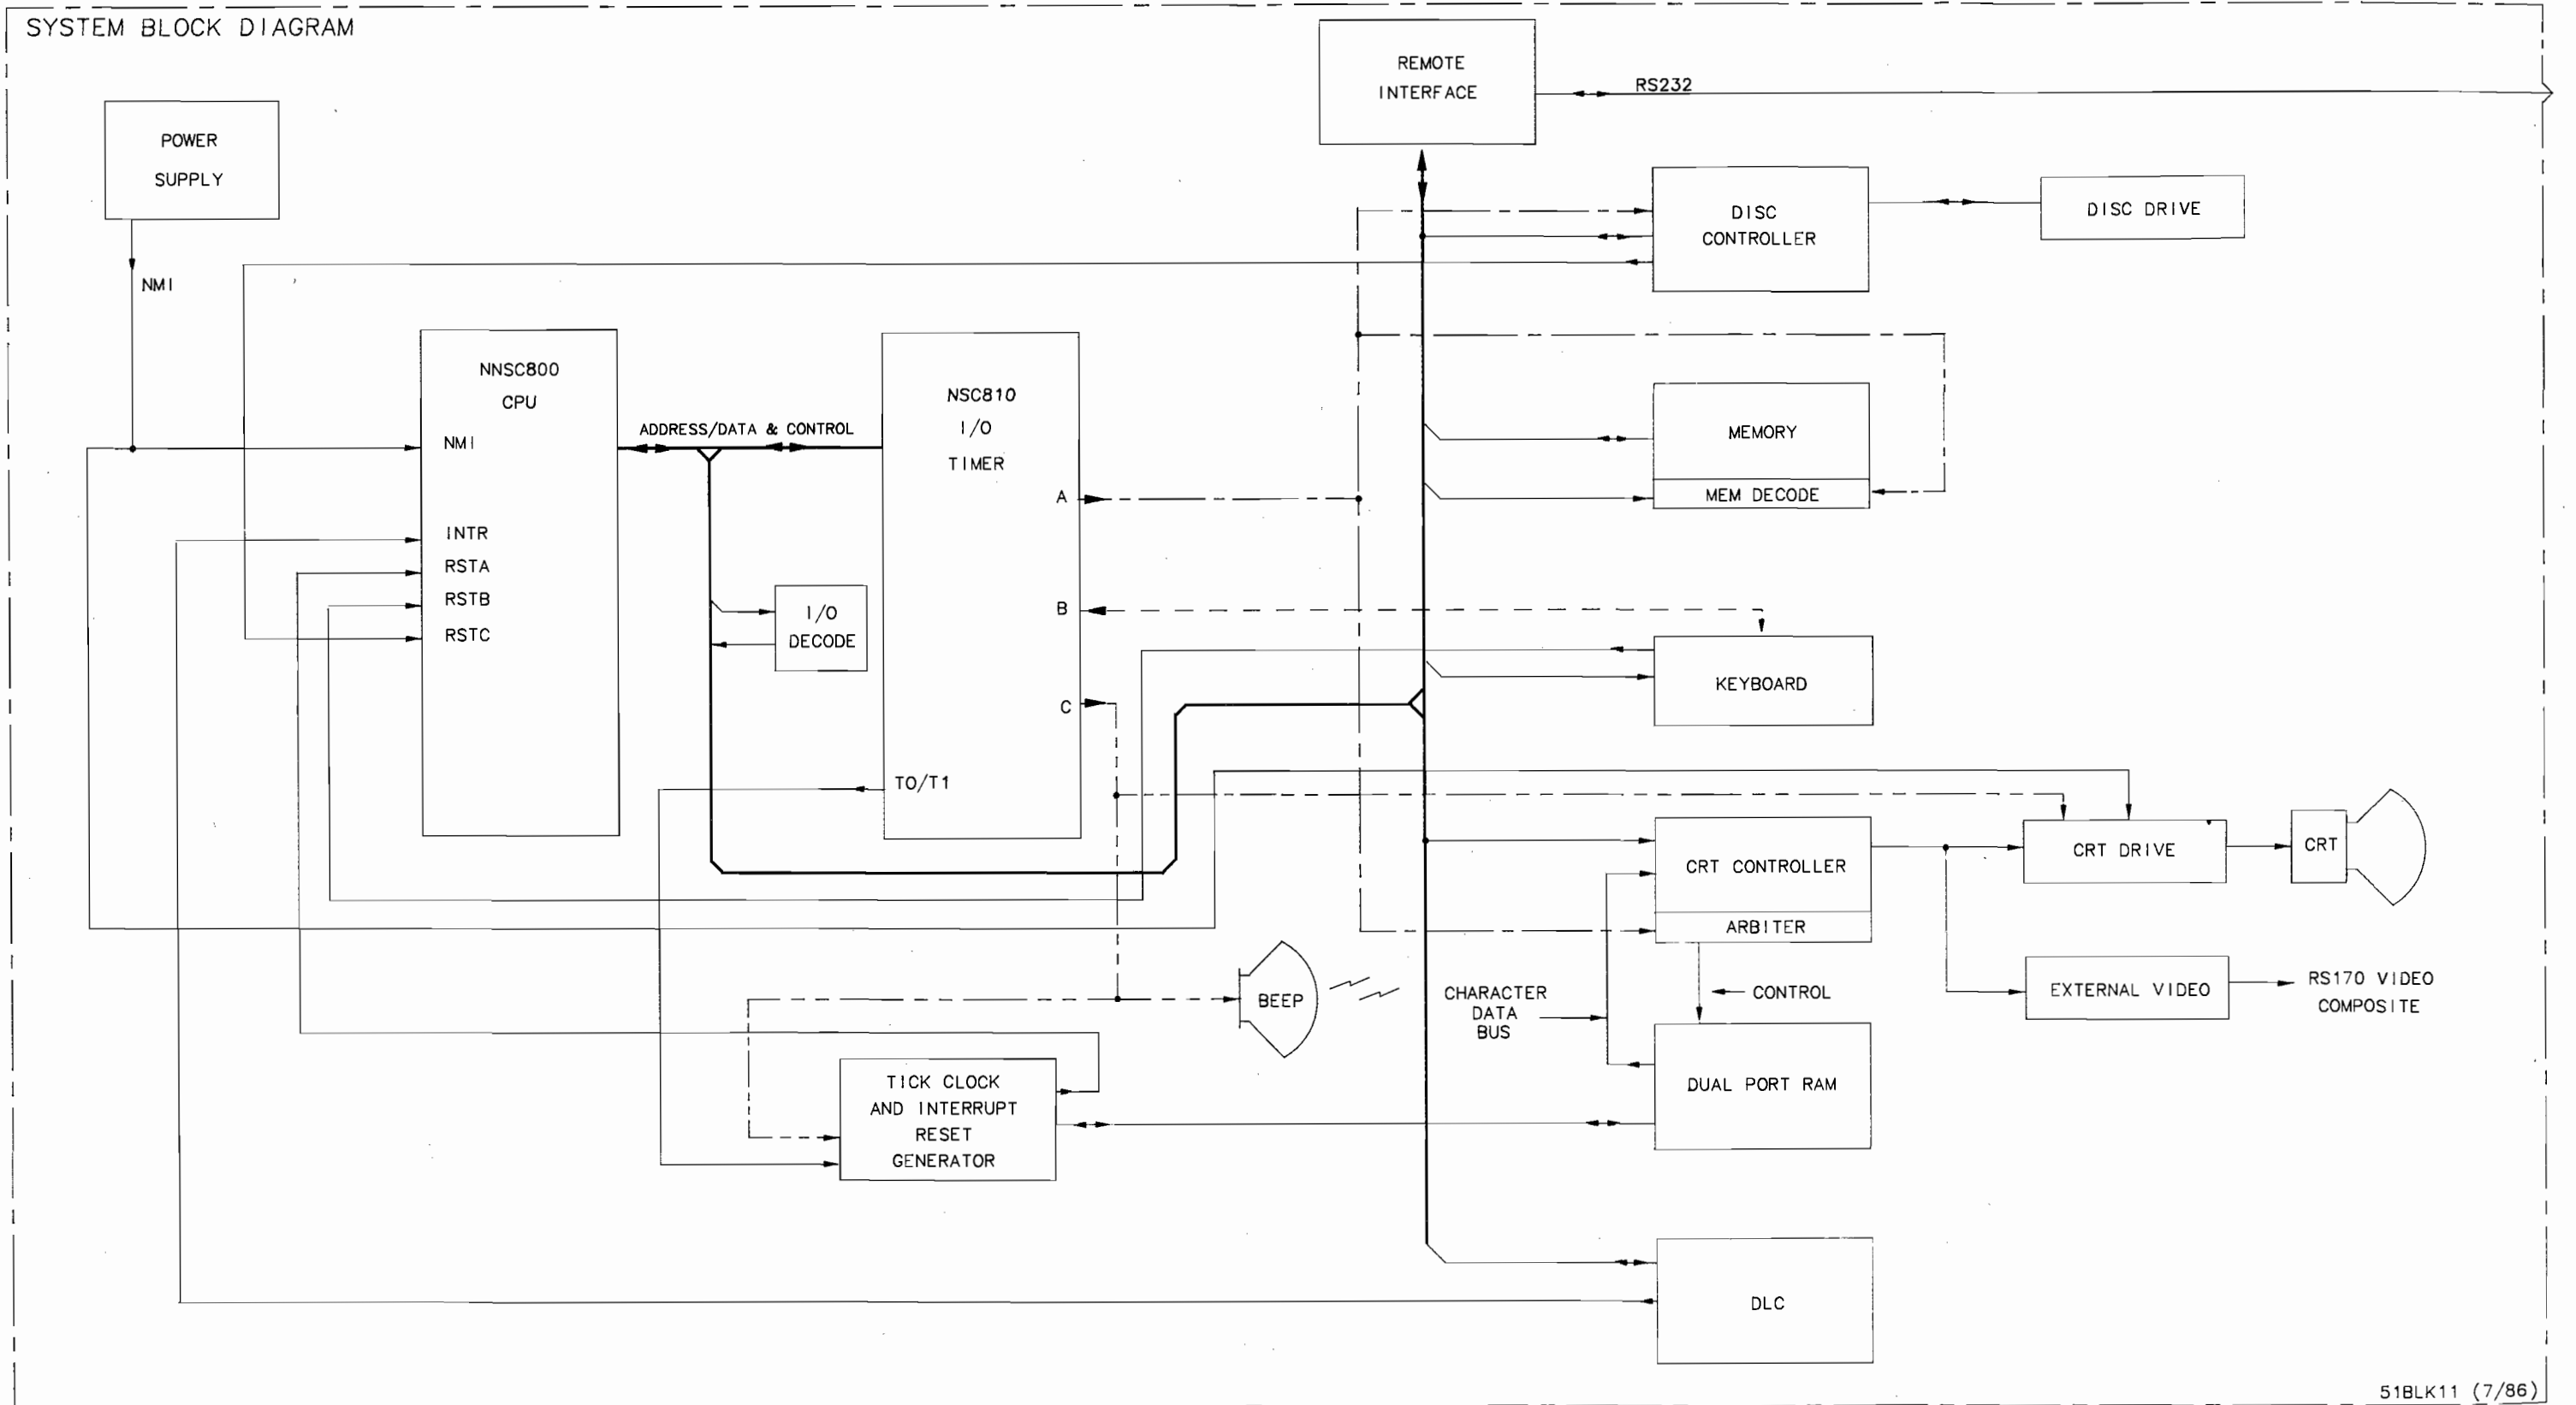 SYSTEM BLOCK DIAGRAM
REMOTE
INTERFACE
RS232
POWER
SUPPLY
NMI
DISC
CONTROLLER
DISC DRIVE
NNSC800
CPU
NMI
INTR
RSTA
RSTB
RSTC
ADDRESS/DATA & CONTROL
NSC810
I/O
TIMER
A
B
C
TO/T1
I/O
DECODE
MEMORY
MEM DECODE
KEYBOARD
CRT CONTROLLER
ARBITER
CRT DRIVE
CRT
BEEP
CHARACTER
DATA
BUS
CONTROL
EXTERNAL VIDEO
RS170 VIDEO
COMPOSITE
DUAL PORT RAM
TICK CLOCK
AND INTERRUPT
RESET
GENERATOR
DLC
51BLK11 (7/86)